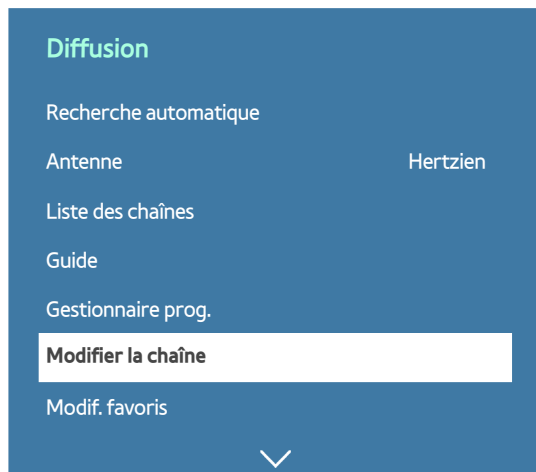 Diffusion
Recherche automatique
Antenne Hertzien
Liste des chaînes
Guide
Gestionnaire prog.
Modifier la chaîne
Modif. favoris